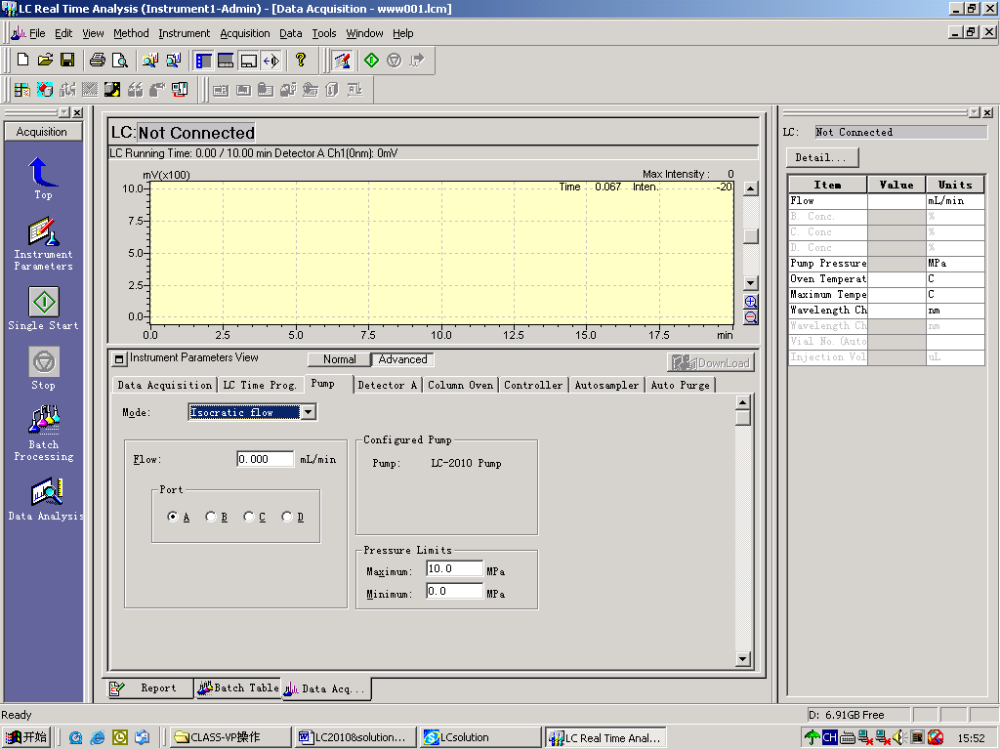 LC Real Time Analysis (Instrument1-Admin) - [Data Acquisition - www001.lcm]
File Edit View Method Instrument Acquisition Data Tools Window Help
Acquisition
Top
Instrument
Parameters
Single Start
Stop
Batch
Processing
Data Analysis
LC: Not Connected
LC Running Time: 0.00 / 10.00 min Detector A Ch1(0nm): 0mV
mV(x100)
Max Intensity : 0
Time 0.067 Inten. -20
10.0
7.5
5.0
2.5
0.0
0.0 2.5 5.0 7.5 10.0 12.5 15.0 17.5 min
Instrument Parameters View Normal Advanced DownLoad
Data Acquisition LC Time Prog. Pump Detector A Column Oven Controller Autosampler Auto Purge
Mode: Isocratic flow
Flow: 0.000 mL/min
Port
A B C D
Configured Pump
Pump: LC-2010 Pump
Pressure Limits
Maximum: 10.0 MPa
Minimum: 0.0 MPa
Report Batch Table Data Acq...
LC: Not Connected
Detail...
Item Value Units
Flow mL/min
B. Conc. %
C. Conc %
D. Conc %
Pump Pressure MPa
Oven Temperat C
Maximum Tempe C
Wavelength Ch nm
Wavelength Ch nm
Vial No. (Auto
Injection Vol uL
Ready D: 6.91GB Free
开始 CLASS-VP操作 LC2010&solution... LCsolution LC Real Time Anal... CH 15:52